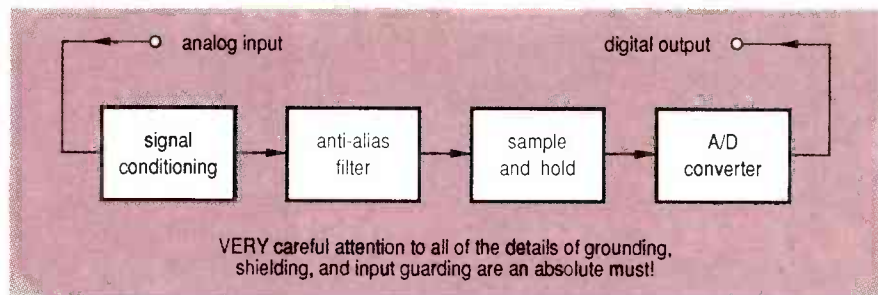 analog input
digital output
signal
conditioning
anti-alias
filter
sample
and hold
A/D
converter
VERY careful attention to all of the details of grounding,
shielding, and input guarding are an absolute must!